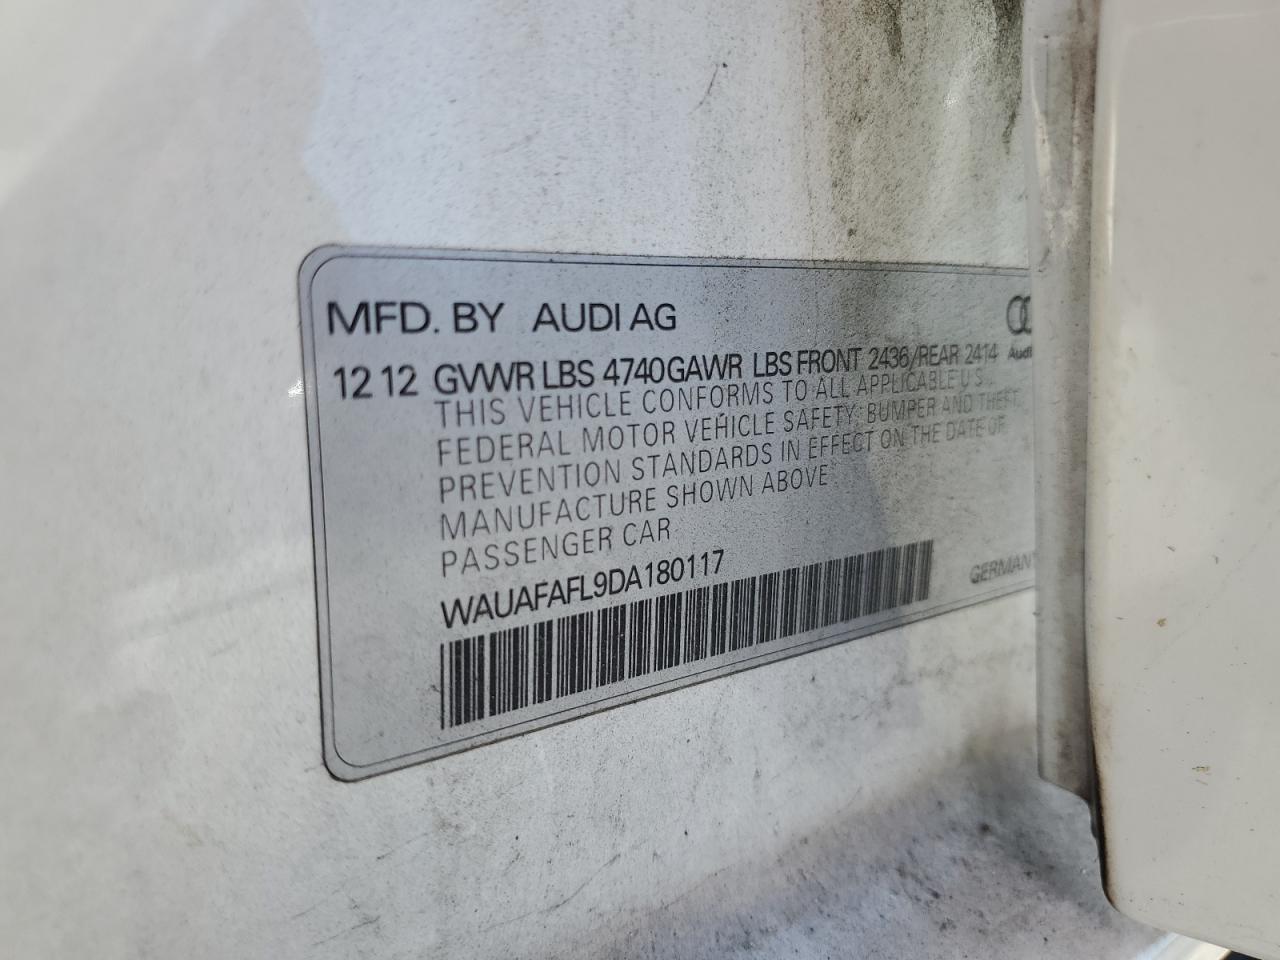 MFD. BY AUDI AG
Audi
12 12 GVWR LBS 4740GAWR LBS FRONT 2436/REAR 2414
THIS VEHICLE CONFORMS TO ALL APPLICABLE U.S.
FEDERAL MOTOR VEHICLE SAFETY, BUMPER AND THEFT
PREVENTION STANDARDS IN EFFECT ON THE DATE OF
MANUFACTURE SHOWN ABOVE
PASSENGER CAR
WAUAFAFL9DA180117
GERMANY